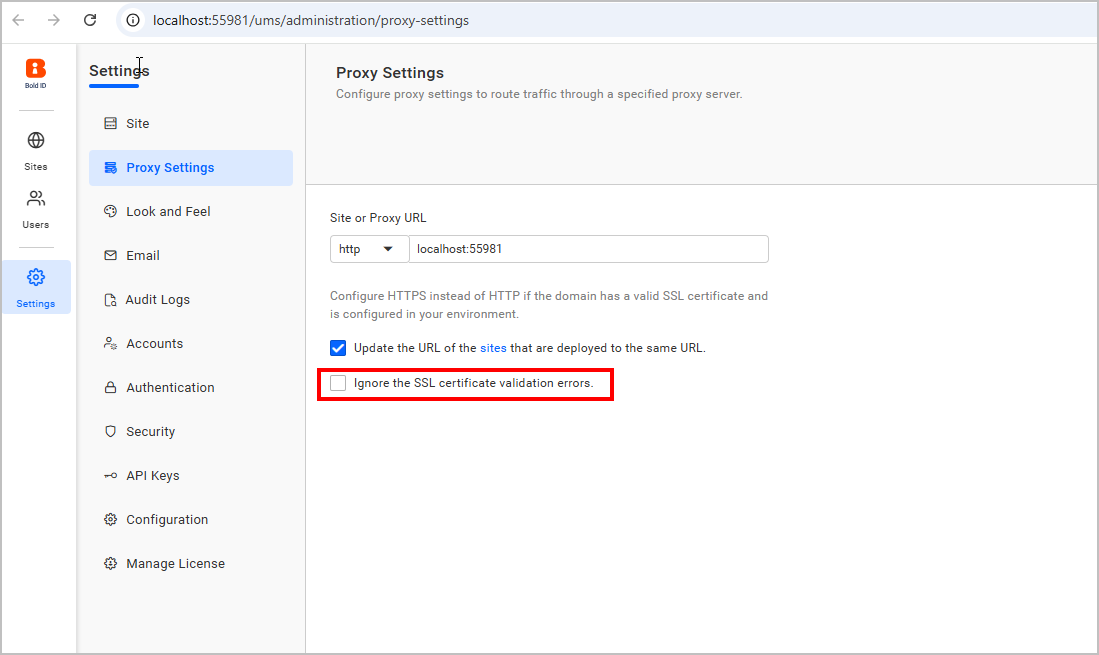 localhost:55981/ums/administration/proxy-settings
Bold ID
Sites
Users
Settings
Settings
Site
Proxy Settings
Look and Feel
Email
Audit Logs
Accounts
Authentication
Security
API Keys
Configuration
Manage License
Proxy Settings
Configure proxy settings to route traffic through a specified proxy server.
Site or Proxy URL
http localhost:55981
Configure HTTPS instead of HTTP if the domain has a valid SSL certificate and
is configured in your environment.
Update the URL of the sites that are deployed to the same URL.
Ignore the SSL certificate validation errors.